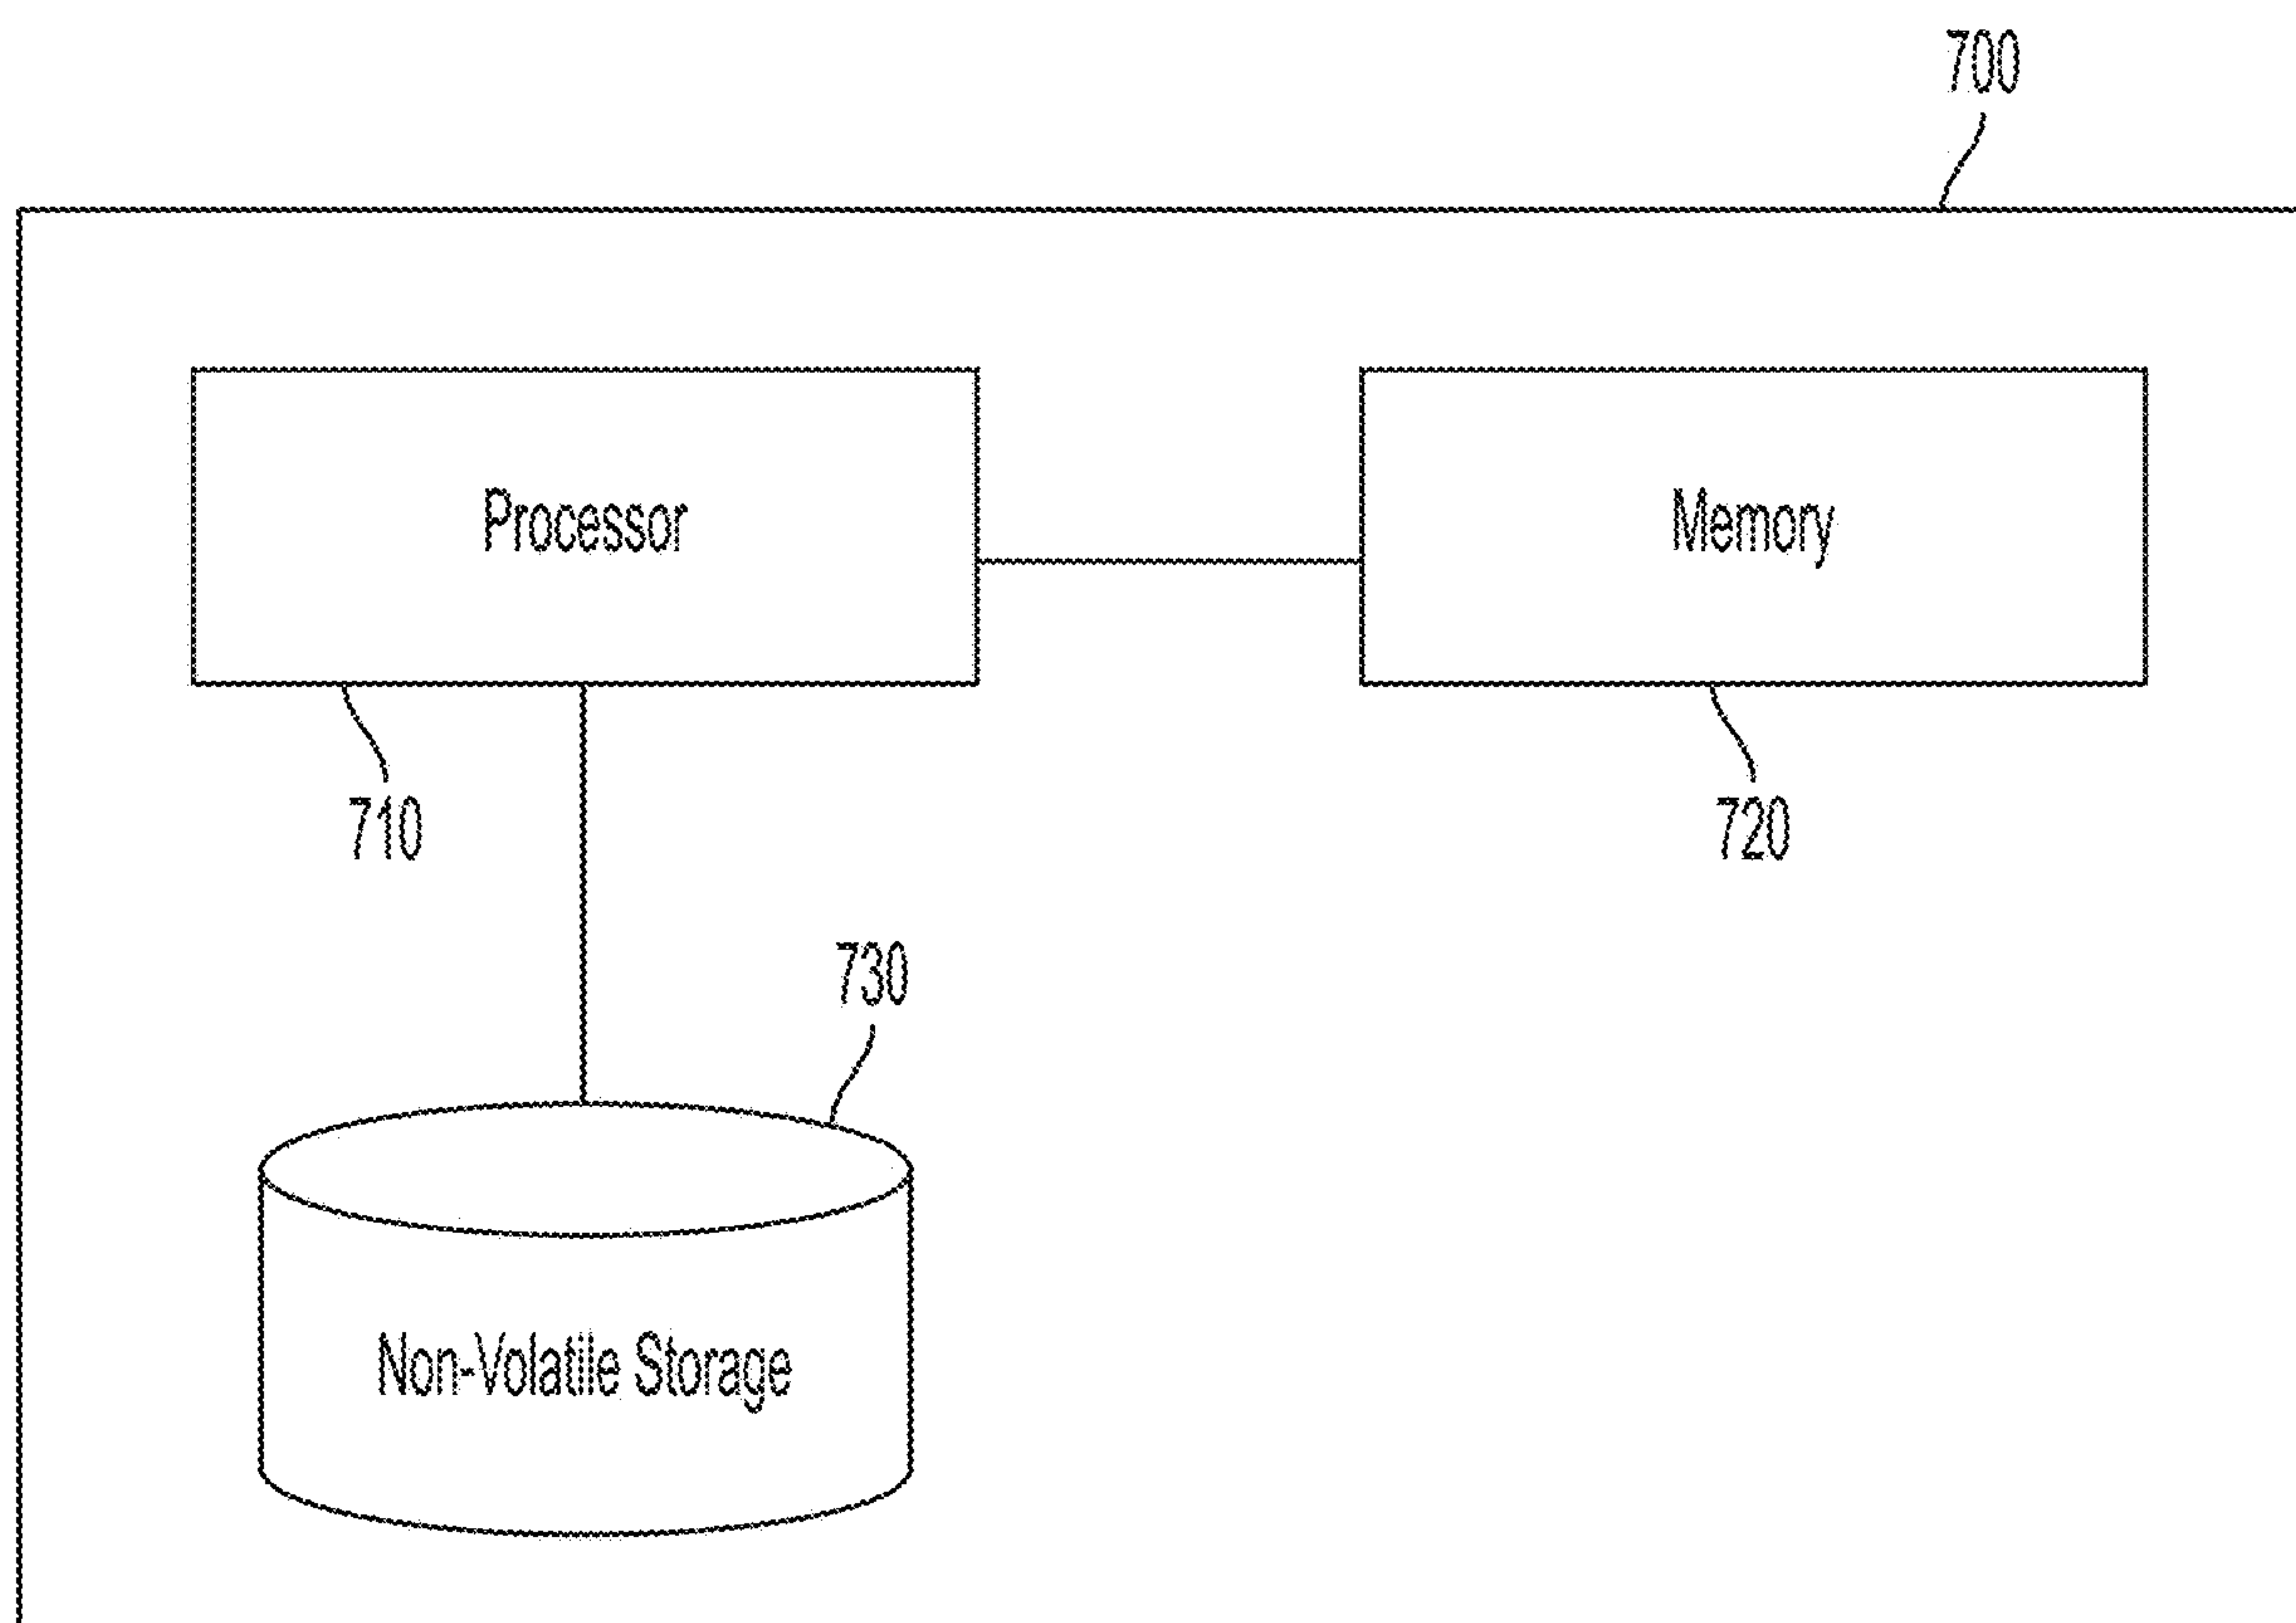 700
Processor
Memory
710
720
730
Non-Volatile Storage